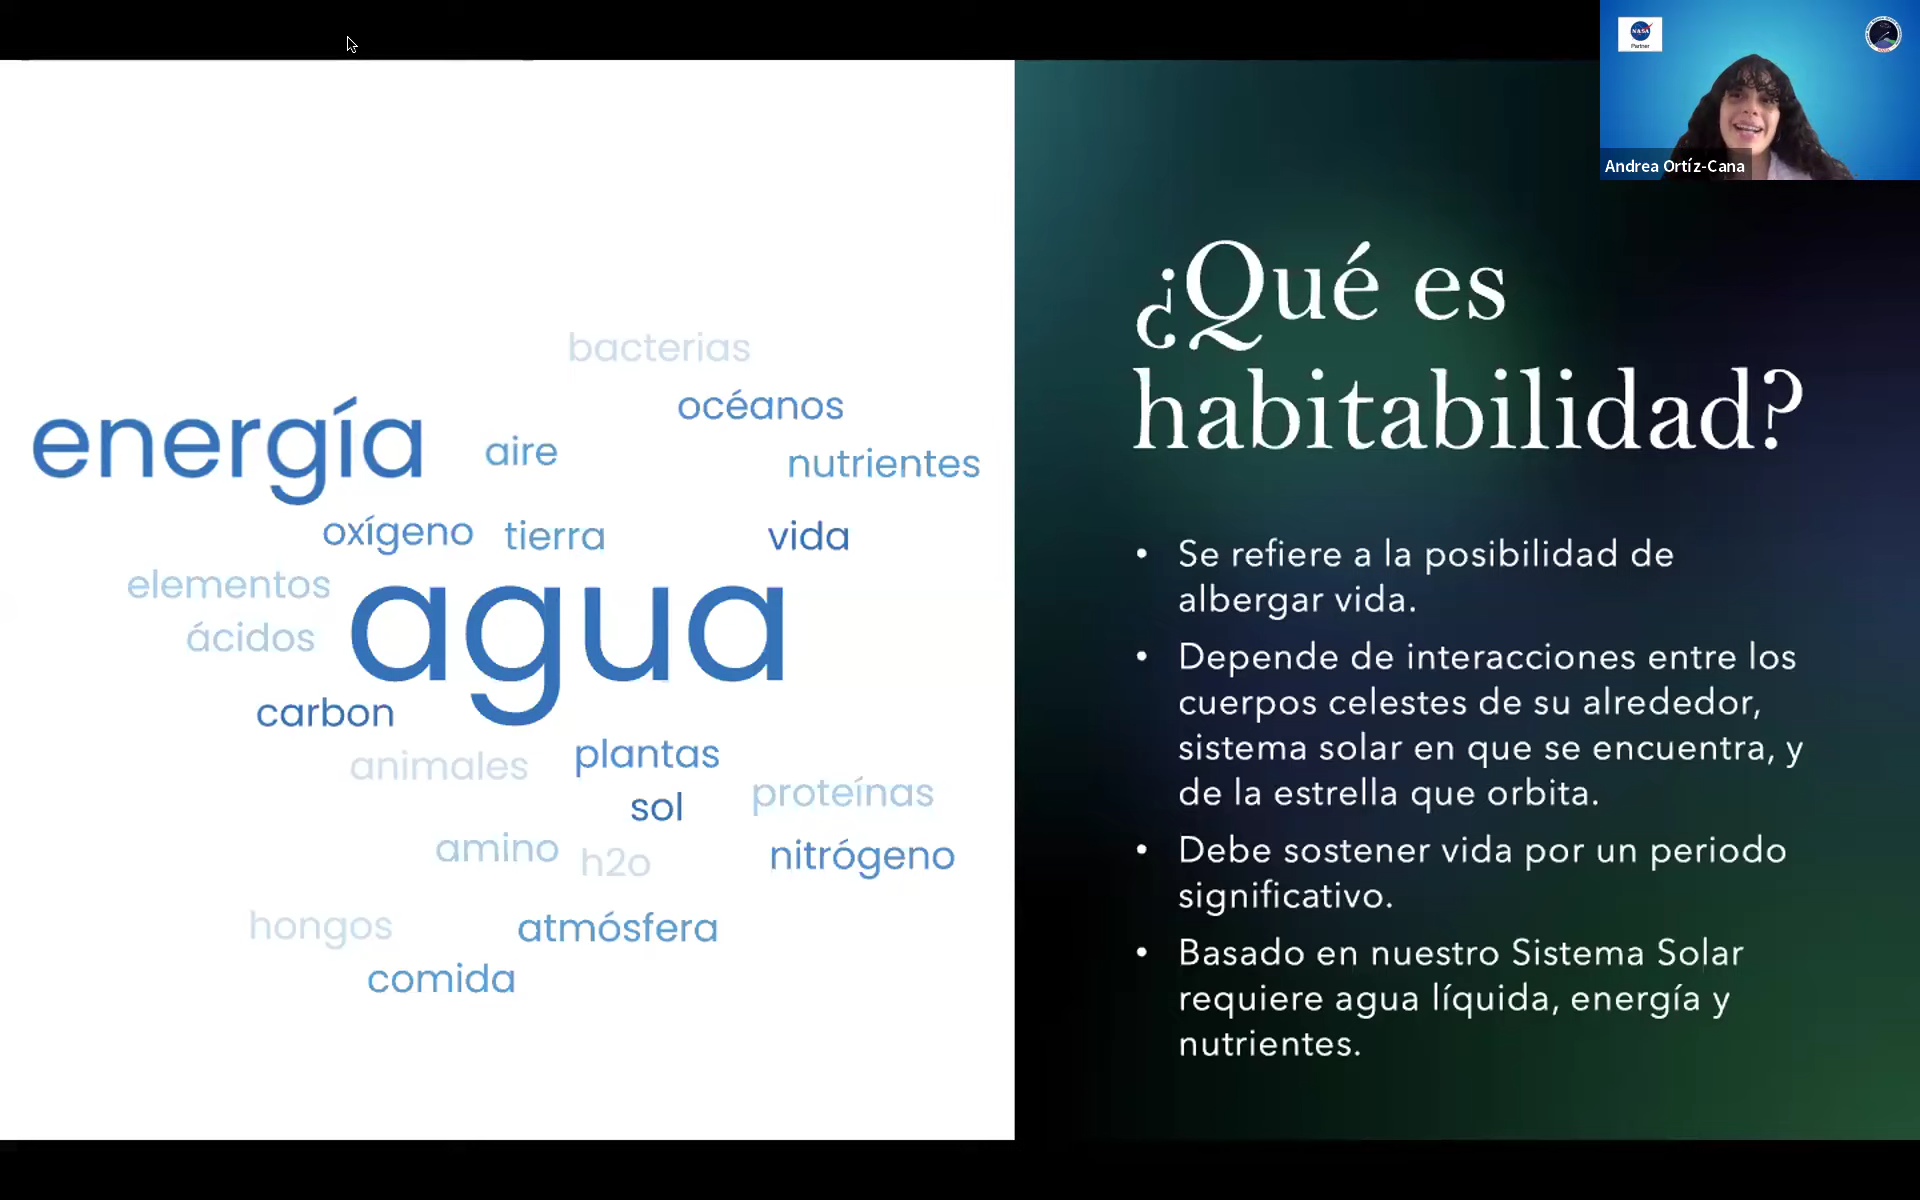 NASA
Partner
Andrea Ortíz-Cana
bacterias
océanos
energía
aire
nutrientes
oxígeno
tierra
vida
elementos
agua
ácidos
carbon
animales
plantas
sol
proteínas
amino
h2o
nitrógeno
hongos
atmósfera
comida
¿Qué es
habitabilidad?
• Se refiere a la posibilidad de
albergar vida.
• Depende de interacciones entre los
cuerpos celestes de su alrededor,
sistema solar en que se encuentra, y
de la estrella que orbita.
• Debe sostener vida por un periodo
significativo.
• Basado en nuestro Sistema Solar
requiere agua líquida, energía y
nutrientes.